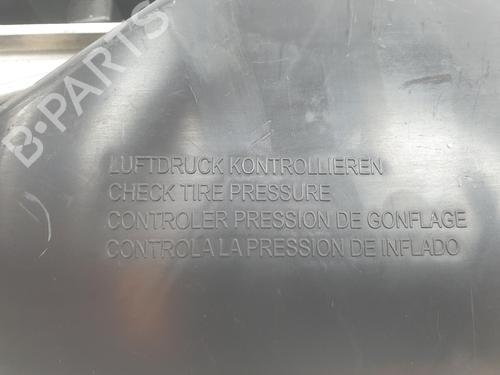 B-PARTS
LUFTDRUCK KONTROLLIEREN
CHECK TIRE PRESSURE
CONTROLER PRESSION DE GONFLAGE
CONTROLA LA PRESSION DE INFLADO